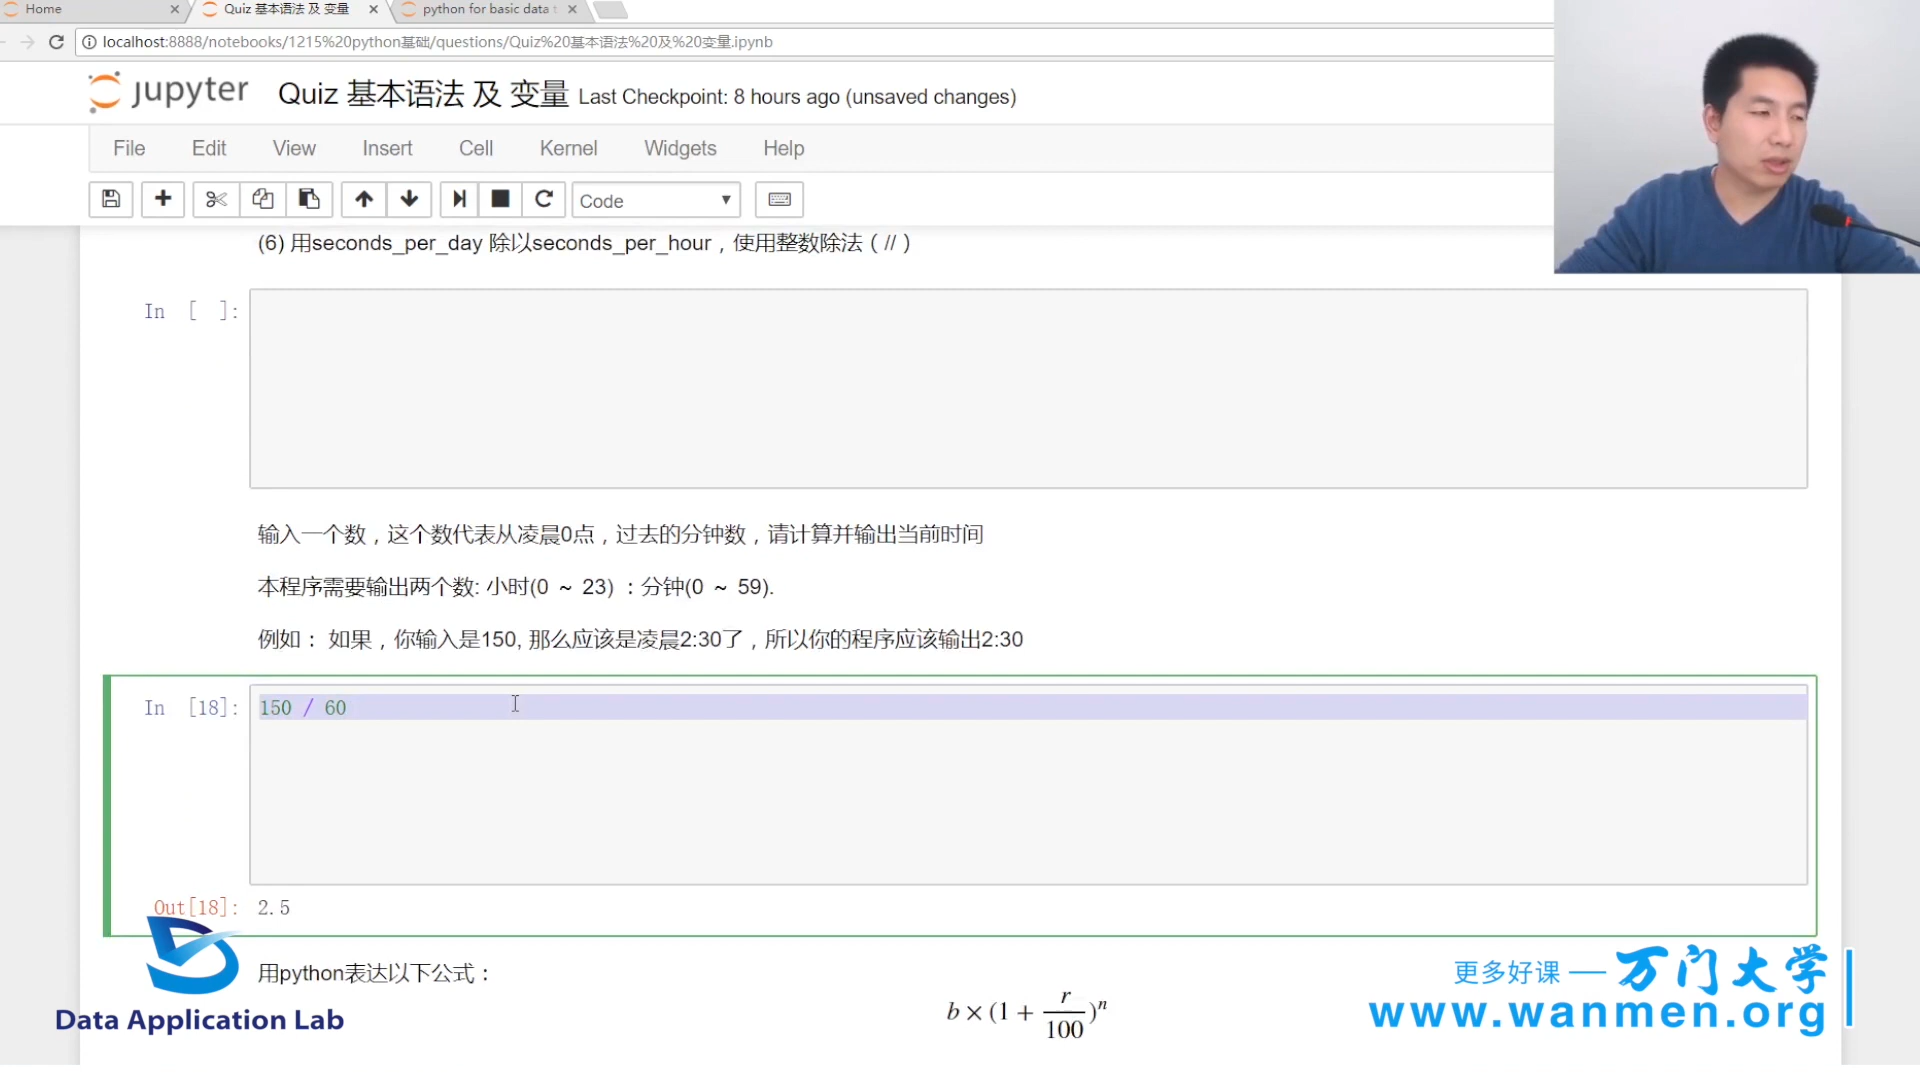 Home
Quiz 基本语法 及 变量
python for basic data
localhost:8888/notebooks/1215%20python基础/questions/Quiz%20基本语法%20及%20变量.ipynb
jupyter
Quiz 基本语法 及 变量 Last Checkpoint: 8 hours ago (unsaved changes)
File Edit View Insert Cell Kernel Widgets Help
Code
(6) 用seconds_per_day 除以seconds_per_hour，使用整数除法（ // ）
In [ ]:
输入一个数，这个数代表从凌晨0点，过去的分钟数，请计算并输出当前时间
本程序需要输出两个数: 小时(0 ~ 23)：分钟(0 ~ 59).
例如： 如果，你输入是150, 那么应该是凌晨2:30了，所以你的程序应该输出2:30
In [18]: 150 / 60
Out[18]: 2.5
用python表达以下公式：
b × (1 + r/100)^n
Data Application Lab
更多好课 — 万门大学
www.wanmen.org